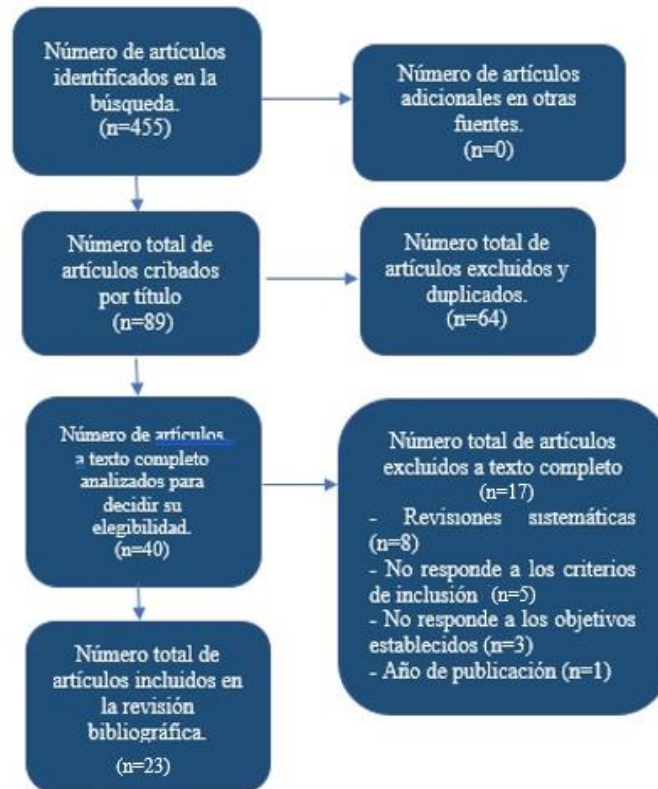 Número de artículos
identificados en la
búsqueda.
(n=455)
Número de artículos
adicionales en otras
fuentes.
(n=0)
Número total de
artículos cribados
por título
(n=89)
Número total de
artículos excluidos y
duplicados.
(n=64)
Número de artículos
a texto completo
analizados para
decidir su
elegibilidad.
(n=40)
Número total de artículos
excluidos a texto completo
(n=17)
- Revisiones sistemáticas
(n=8)
- No responde a los criterios
de inclusión (n=5)
- No responde a los objetivos
establecidos (n=3)
- Año de publicación (n=1)
Número total de
artículos incluidos en
la revisión
bibliográfica.
(n=23)